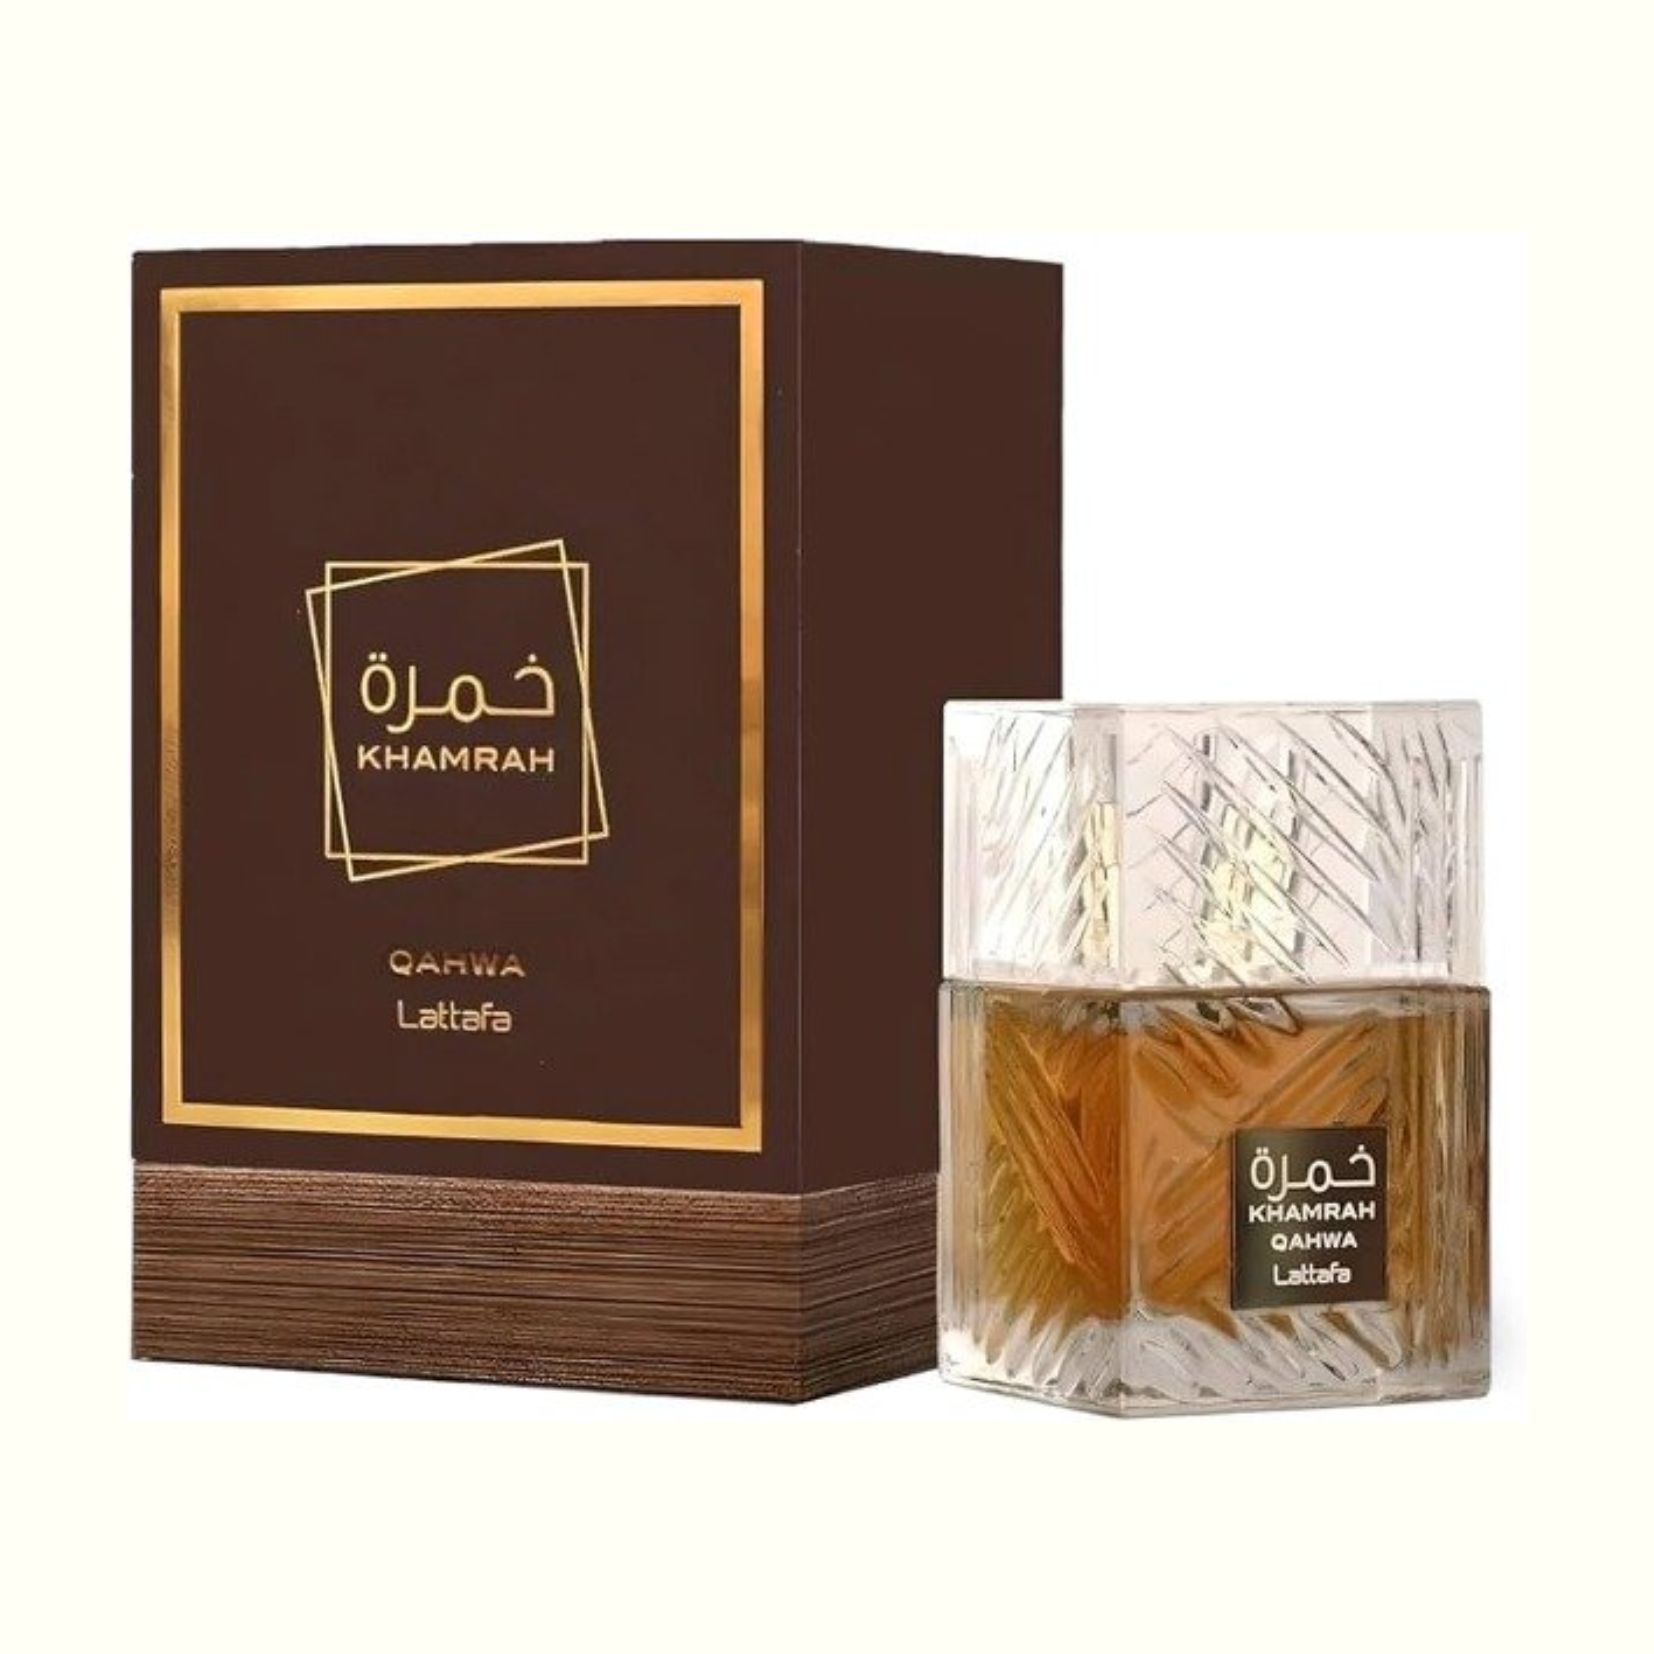 خمرة
KHAMRAH
QAHWA
Lattafa
خمرة
KHAMRAH
QAHWA
Lattafa